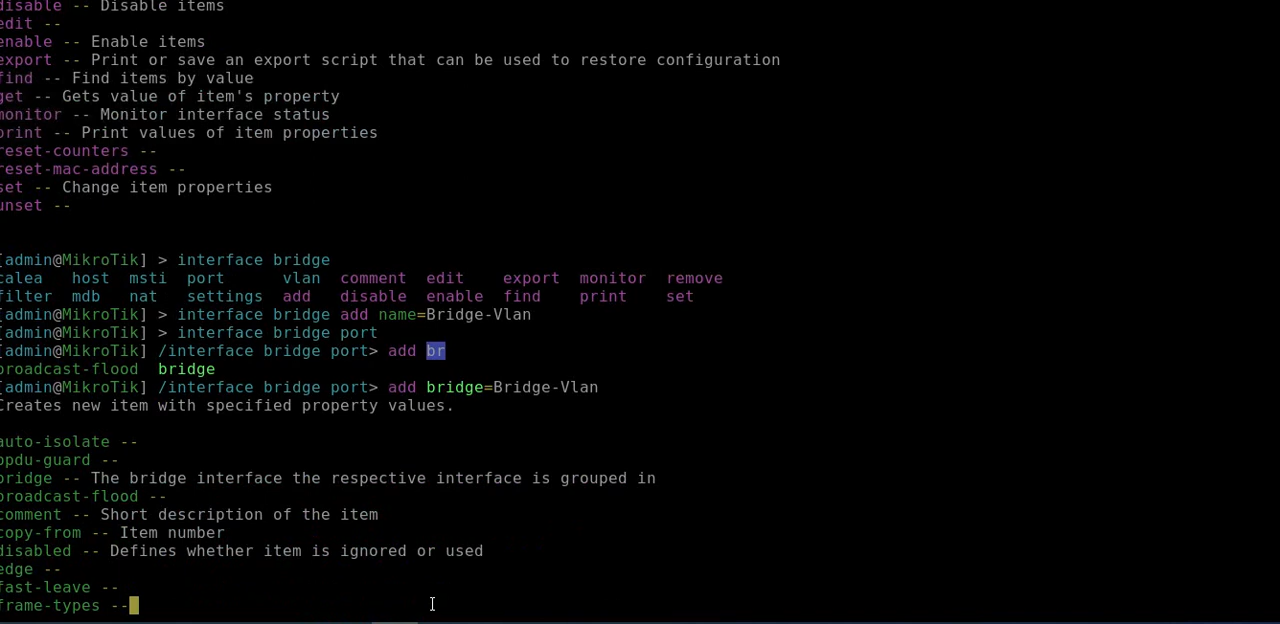 disable -- Disable items
edit --
enable -- Enable items
export -- Print or save an export script that can be used to restore configuration
find -- Find items by value
get -- Gets value of item's property
monitor -- Monitor interface status
print -- Print values of item properties
reset-counters --
reset-mac-address --
set -- Change item properties
unset --
[admin@MikroTik] > interface bridge
calea host msti port vlan comment edit export monitor remove
filter mdb nat settings add disable enable find print set
[admin@MikroTik] > interface bridge add name=Bridge-Vlan
[admin@MikroTik] > interface bridge port
[admin@MikroTik] /interface bridge port> add br
broadcast-flood bridge
[admin@MikroTik] /interface bridge port> add bridge=Bridge-Vlan
Creates new item with specified property values.
auto-isolate --
bpdu-guard --
bridge -- The bridge interface the respective interface is grouped in
broadcast-flood --
comment -- Short description of the item
copy-from -- Item number
disabled -- Defines whether item is ignored or used
edge --
fast-leave --
frame-types --